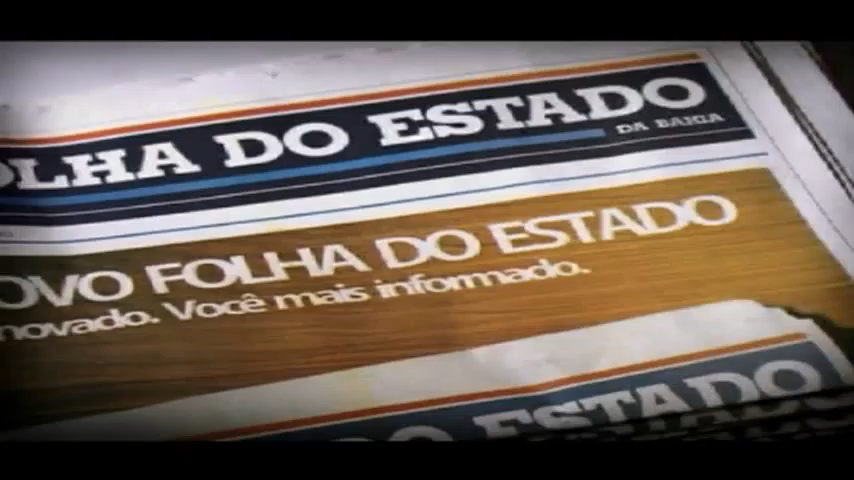 OLHA DO ESTADO
DA BAHIA
OVO FOLHA DO ESTADO
novado. Você mais informado.
ESTADO